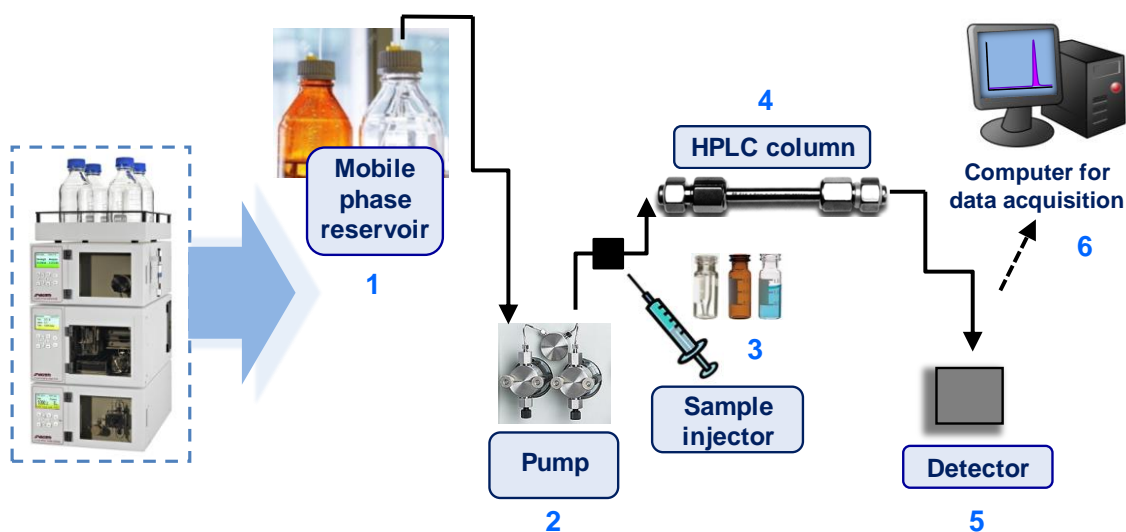 Mobile
phase
reservoir
1
Pump
2
3
Sample
injector
4
HPLC column
Detector
5
Computer for
data acquisition
6